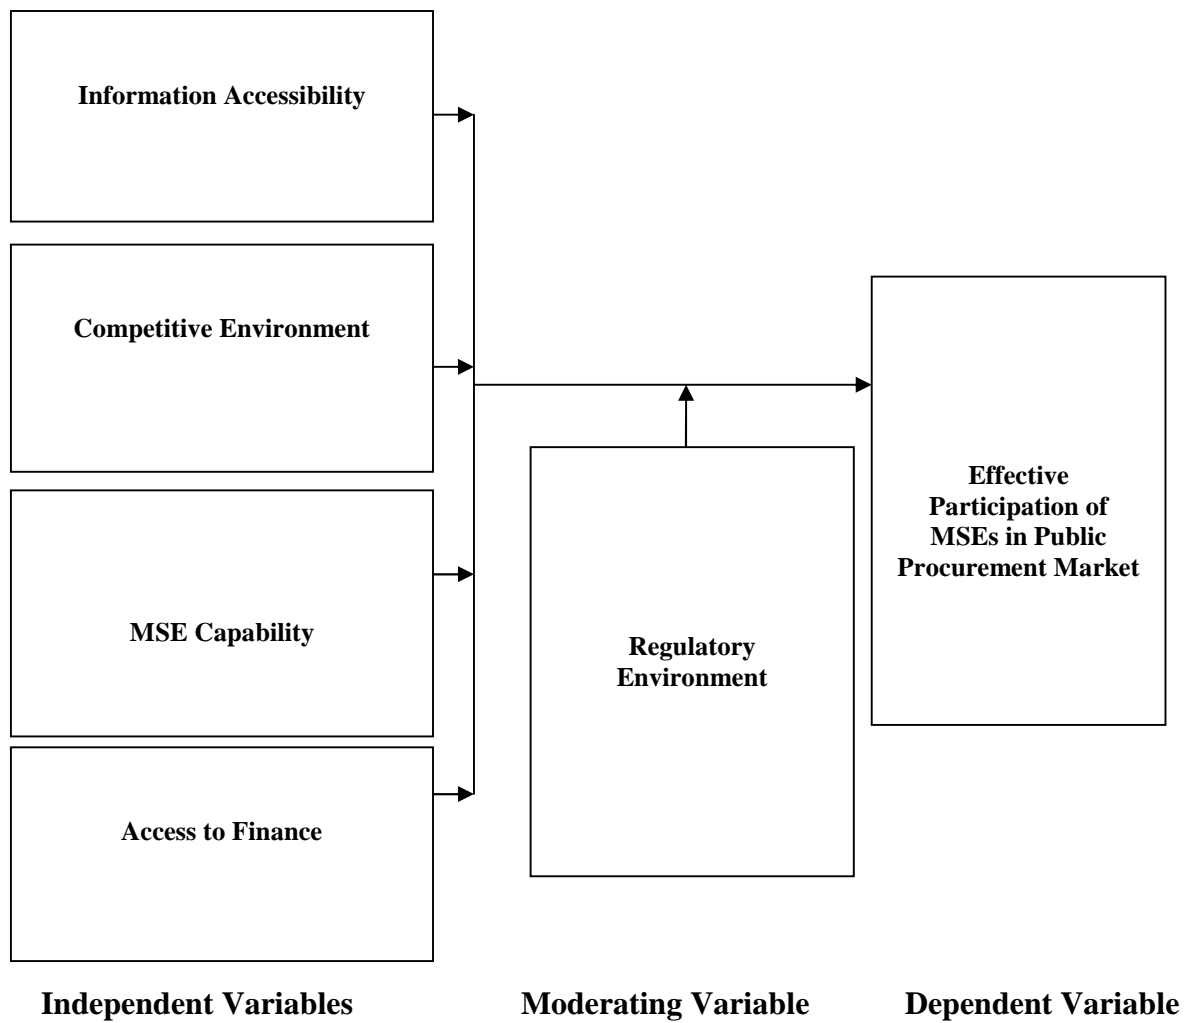 Information Accessibility
Competitive Environment
MSE Capability
Access to Finance
Regulatory
Environment
Effective
Participation of
MSEs in Public
Procurement Market
Independent Variables
Moderating Variable
Dependent Variable